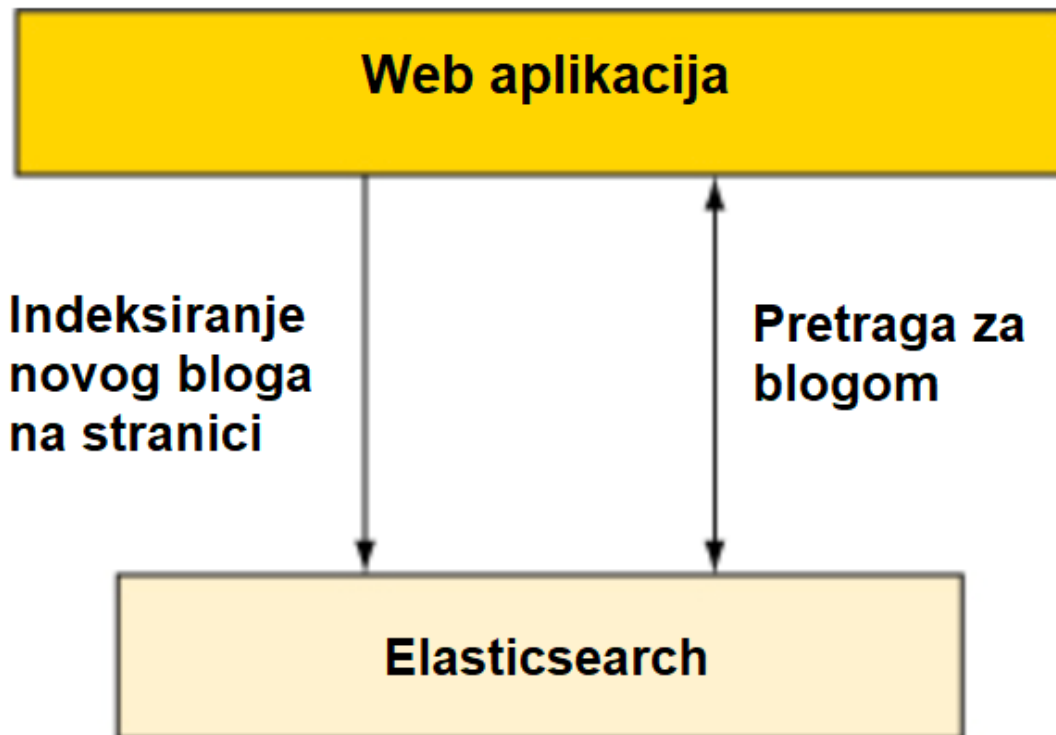 Web aplikacija
Indeksiranje
novog bloga
na stranici
Pretraga za
blogom
Elasticsearch